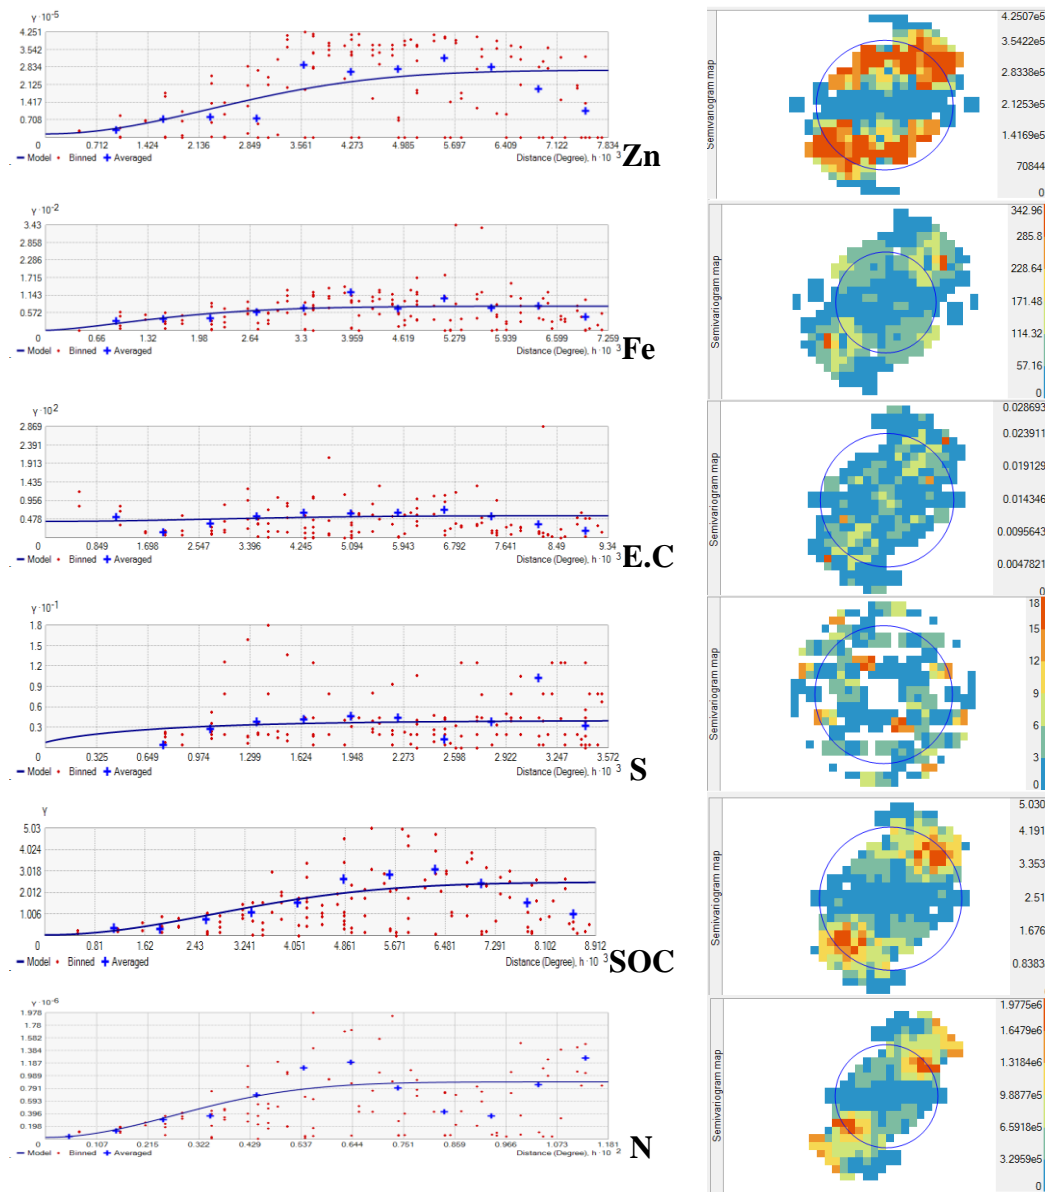 γ · 10⁻⁵
4.251
3.542
2.834
2.125
1.417
0.708
0 0.712 1.424 2.136 2.849 3.561 4.273 4.985 5.697 6.409 7.122 7.834
Model Binned Averaged Distance (Degree), h · 10 3
Zn
Semivariogram map
4.2507e5
3.5422e5
2.8338e5
2.1253e5
1.4169e5
70844
0
γ · 10⁻²
3.43
2.858
2.286
1.715
1.143
0.572
0 0.66 1.32 1.98 2.64 3.3 3.959 4.619 5.279 5.939 6.599 7.259
Model Binned Averaged Distance (Degree), h · 10 3
Fe
Semivariogram map
342.96
285.8
228.64
171.48
114.32
57.16
0
γ · 10²
2.869
2.391
1.913
1.435
0.956
0.478
0 0.849 1.698 2.547 3.396 4.245 5.094 5.943 6.792 7.641 8.49 9.34
Model Binned Averaged Distance (Degree), h · 10 3
E.C
Semivariogram map
0.028693
0.023911
0.019129
0.014346
0.0095643
0.0047821
0
γ · 10⁻¹
1.8
1.5
1.2
0.9
0.6
0.3
0 0.325 0.649 0.974 1.299 1.624 1.948 2.273 2.598 2.922 3.247 3.572
Model Binned Averaged Distance (Degree), h · 10 3
S
Semivariogram map
18
15
12
9
6
3
0
γ
5.03
4.024
3.018
2.012
1.006
0 0.81 1.62 2.43 3.241 4.051 4.861 5.671 6.481 7.291 8.102 8.912
Model Binned Averaged Distance (Degree), h · 10 3
SOC
Semivariogram map
5.030
4.191
3.353
2.51
1.676
0.8383
γ · 10⁻⁶
1.978
1.78
1.582
1.384
1.187
0.989
0.791
0.593
0.396
0.198
0 0.107 0.215 0.322 0.429 0.537 0.644 0.751 0.859 0.966 1.073 1.181
Model Binned Averaged Distance (Degree), h · 10 2
N
Semivariogram map
1.9775e6
1.6479e6
1.3184e6
9.8877e5
6.5918e5
3.2959e5
0